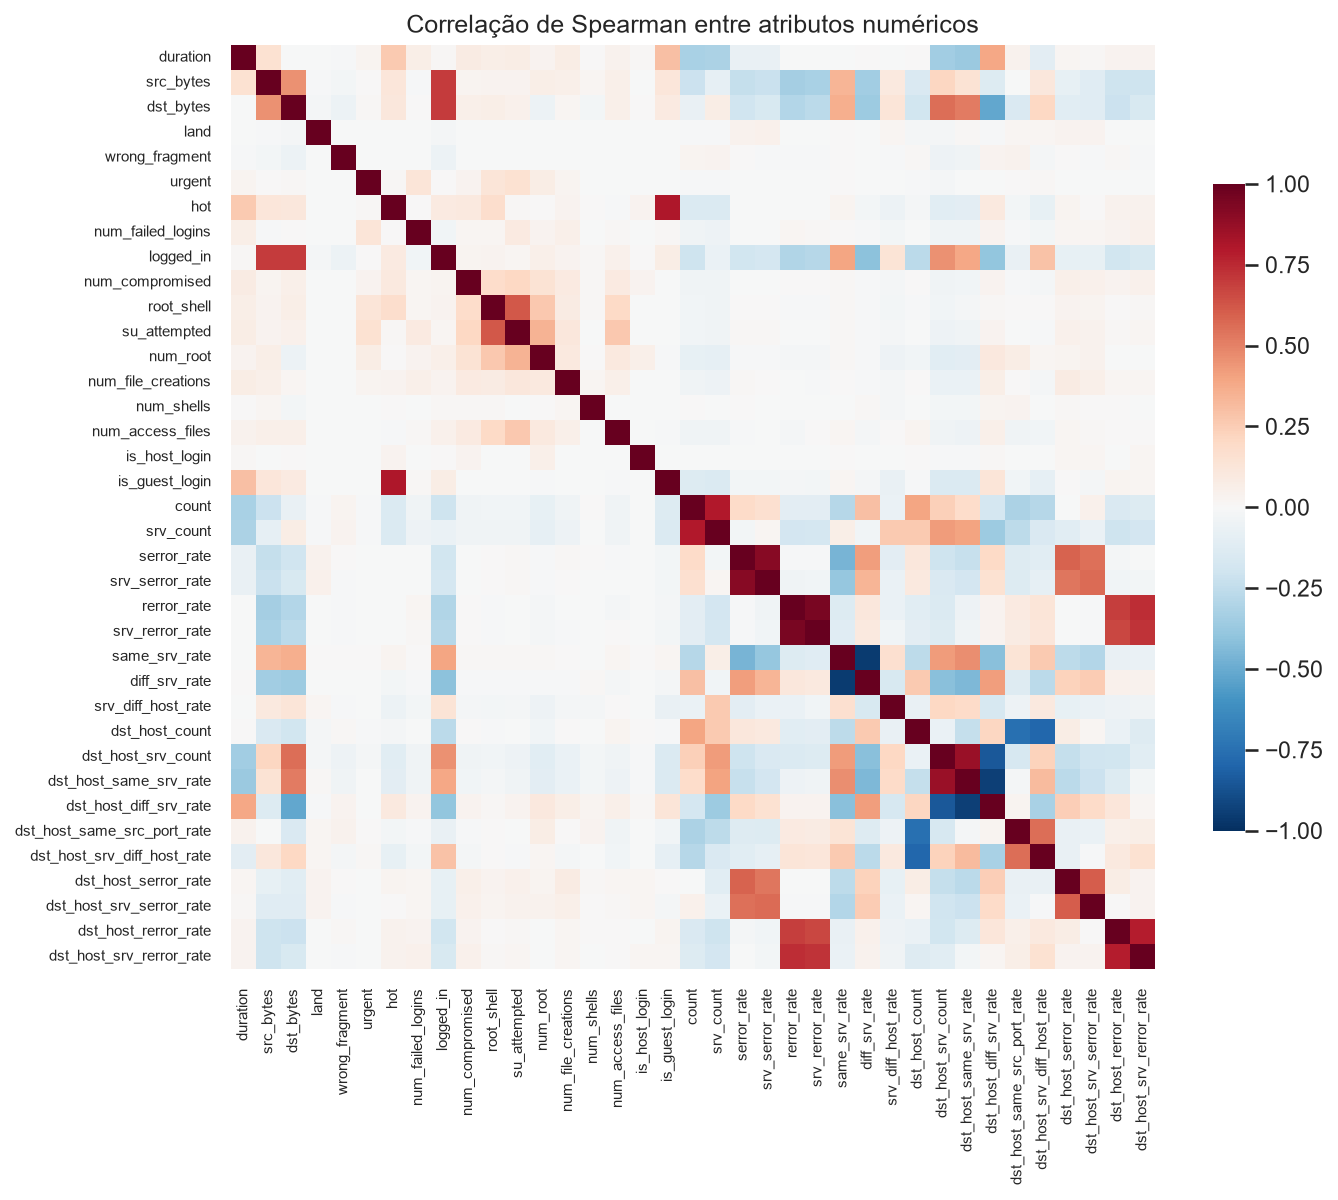 Correlação de Spearman entre atributos numéricos
duration
src_bytes
dst_bytes
land
wrong_fragment
urgent
hot
num_failed_logins
logged_in
num_compromised
root_shell
su_attempted
num_root
num_file_creations
num_shells
num_access_files
is_host_login
is_guest_login
count
srv_count
serror_rate
srv_serror_rate
rerror_rate
srv_rerror_rate
same_srv_rate
diff_srv_rate
srv_diff_host_rate
dst_host_count
dst_host_srv_count
dst_host_same_srv_rate
dst_host_diff_srv_rate
dst_host_same_src_port_rate
dst_host_srv_diff_host_rate
dst_host_serror_rate
dst_host_srv_serror_rate
dst_host_rerror_rate
dst_host_srv_rerror_rate
duration
src_bytes
dst_bytes
land
wrong_fragment
urgent
hot
num_failed_logins
logged_in
num_compromised
root_shell
su_attempted
num_root
num_file_creations
num_shells
num_access_files
is_host_login
is_guest_login
count
srv_count
serror_rate
srv_serror_rate
rerror_rate
srv_rerror_rate
same_srv_rate
diff_srv_rate
srv_diff_host_rate
dst_host_count
dst_host_srv_count
dst_host_same_srv_rate
dst_host_diff_srv_rate
dst_host_same_src_port_rate
dst_host_srv_diff_host_rate
dst_host_serror_rate
dst_host_srv_serror_rate
dst_host_rerror_rate
dst_host_srv_rerror_rate
1.00
0.75
0.50
0.25
0.00
−0.25
−0.50
−0.75
−1.00